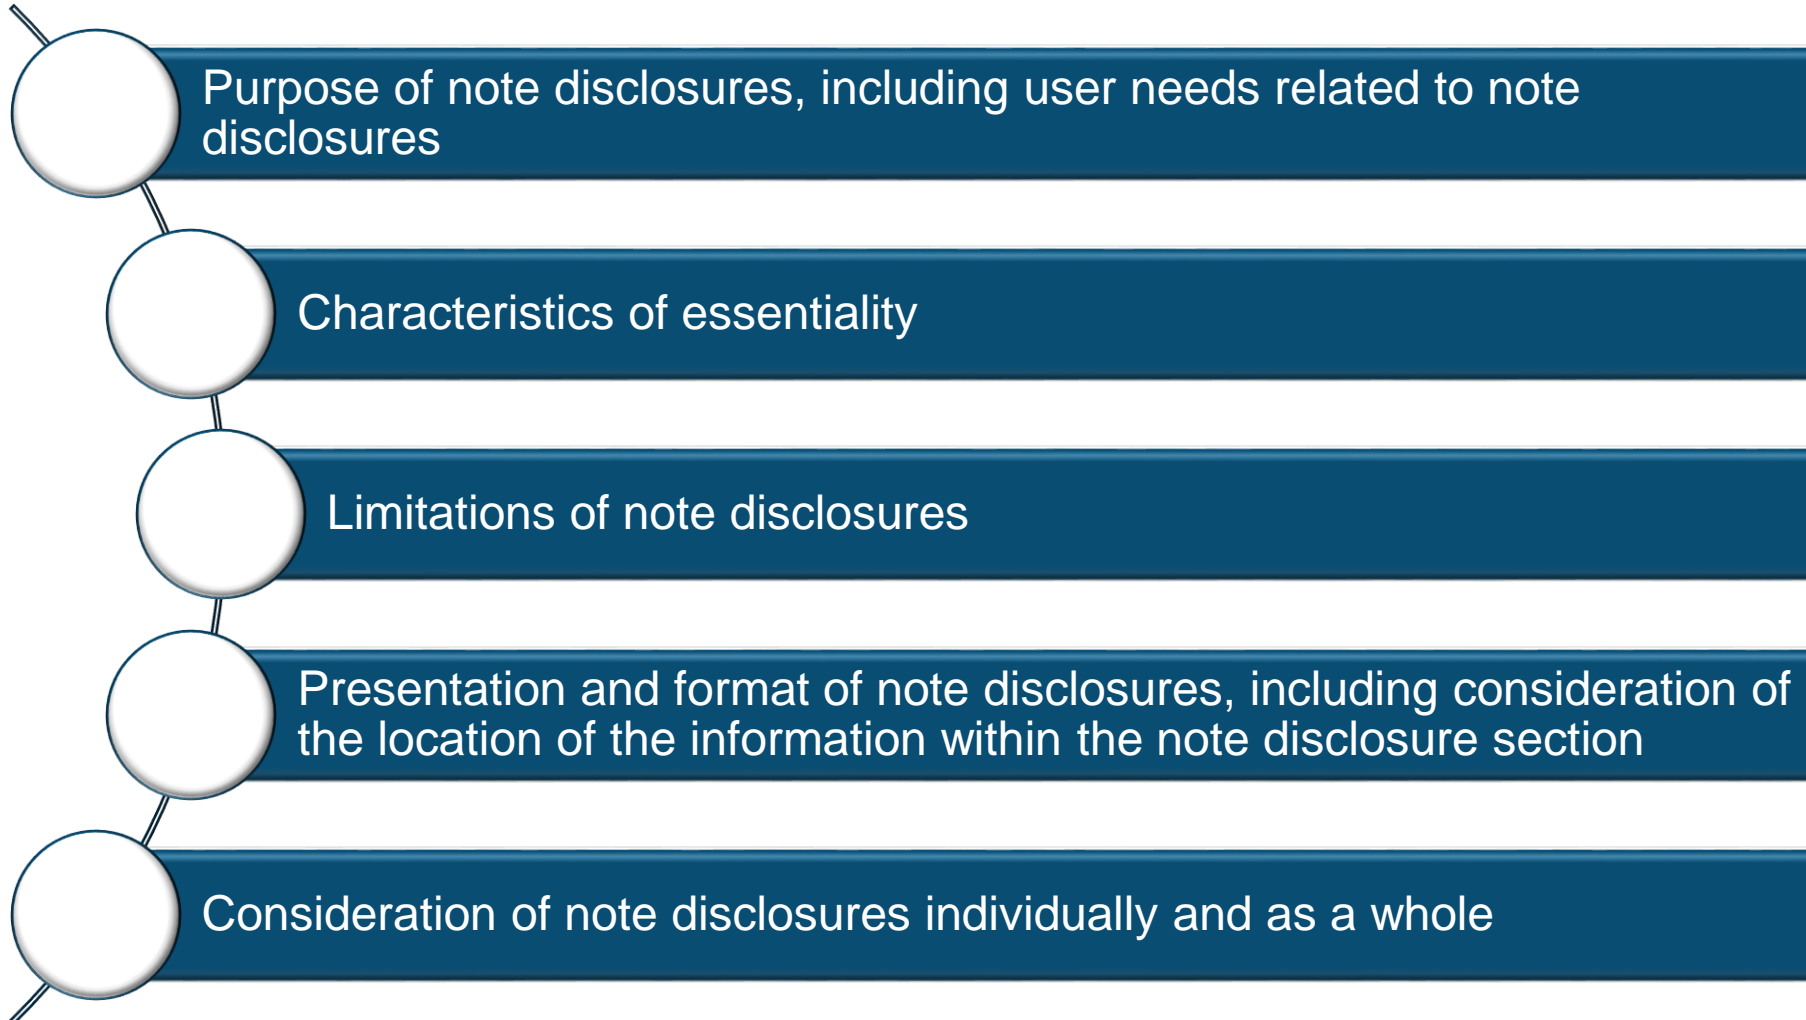 Purpose of note disclosures, including user needs related to note
disclosures
Characteristics of essentiality
Limitations of note disclosures
Presentation and format of note disclosures, including consideration of
the location of the information within the note disclosure section
Consideration of note disclosures individually and as a whole